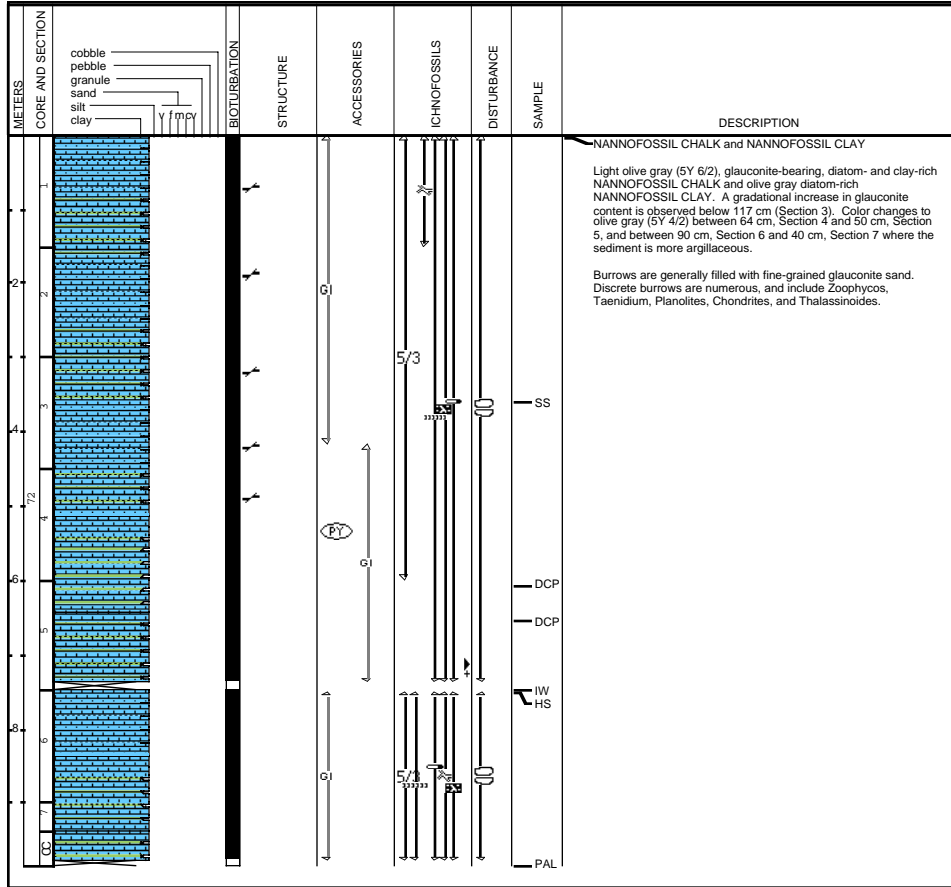 METERS
CORE AND SECTION
cobble
pebble
granule
sand
silt
v f m c v
clay
BIOTURBATION
STRUCTURE
ACCESSORIES
ICHNOFOSSILS
DISTURBANCE
SAMPLE
DESCRIPTION
NANNOFOSSIL CHALK and NANNOFOSSIL CLAY
Light olive gray (5Y 6/2), glauconite-bearing, diatom- and clay-rich
NANNOFOSSIL CHALK and olive gray diatom-rich
NANNOFOSSIL CLAY. A gradational increase in glauconite
content is observed below 117 cm (Section 3). Color changes to
olive gray (5Y 4/2) between 64 cm, Section 4 and 50 cm, Section
5, and between 90 cm, Section 6 and 40 cm, Section 7 where the
sediment is more argillaceous.
Burrows are generally filled with fine-grained glauconite sand.
Discrete burrows are numerous, and include Zoophycos,
Taenidium, Planolites, Chondrites, and Thalassinoides.
1
2
2
Gl
5/3
3
SS
33333
4
72
4
PY
Gl
6
DCP
DCP
5
+
IW
HS
8
6
Gl
5/3
33333
7
CC
PAL